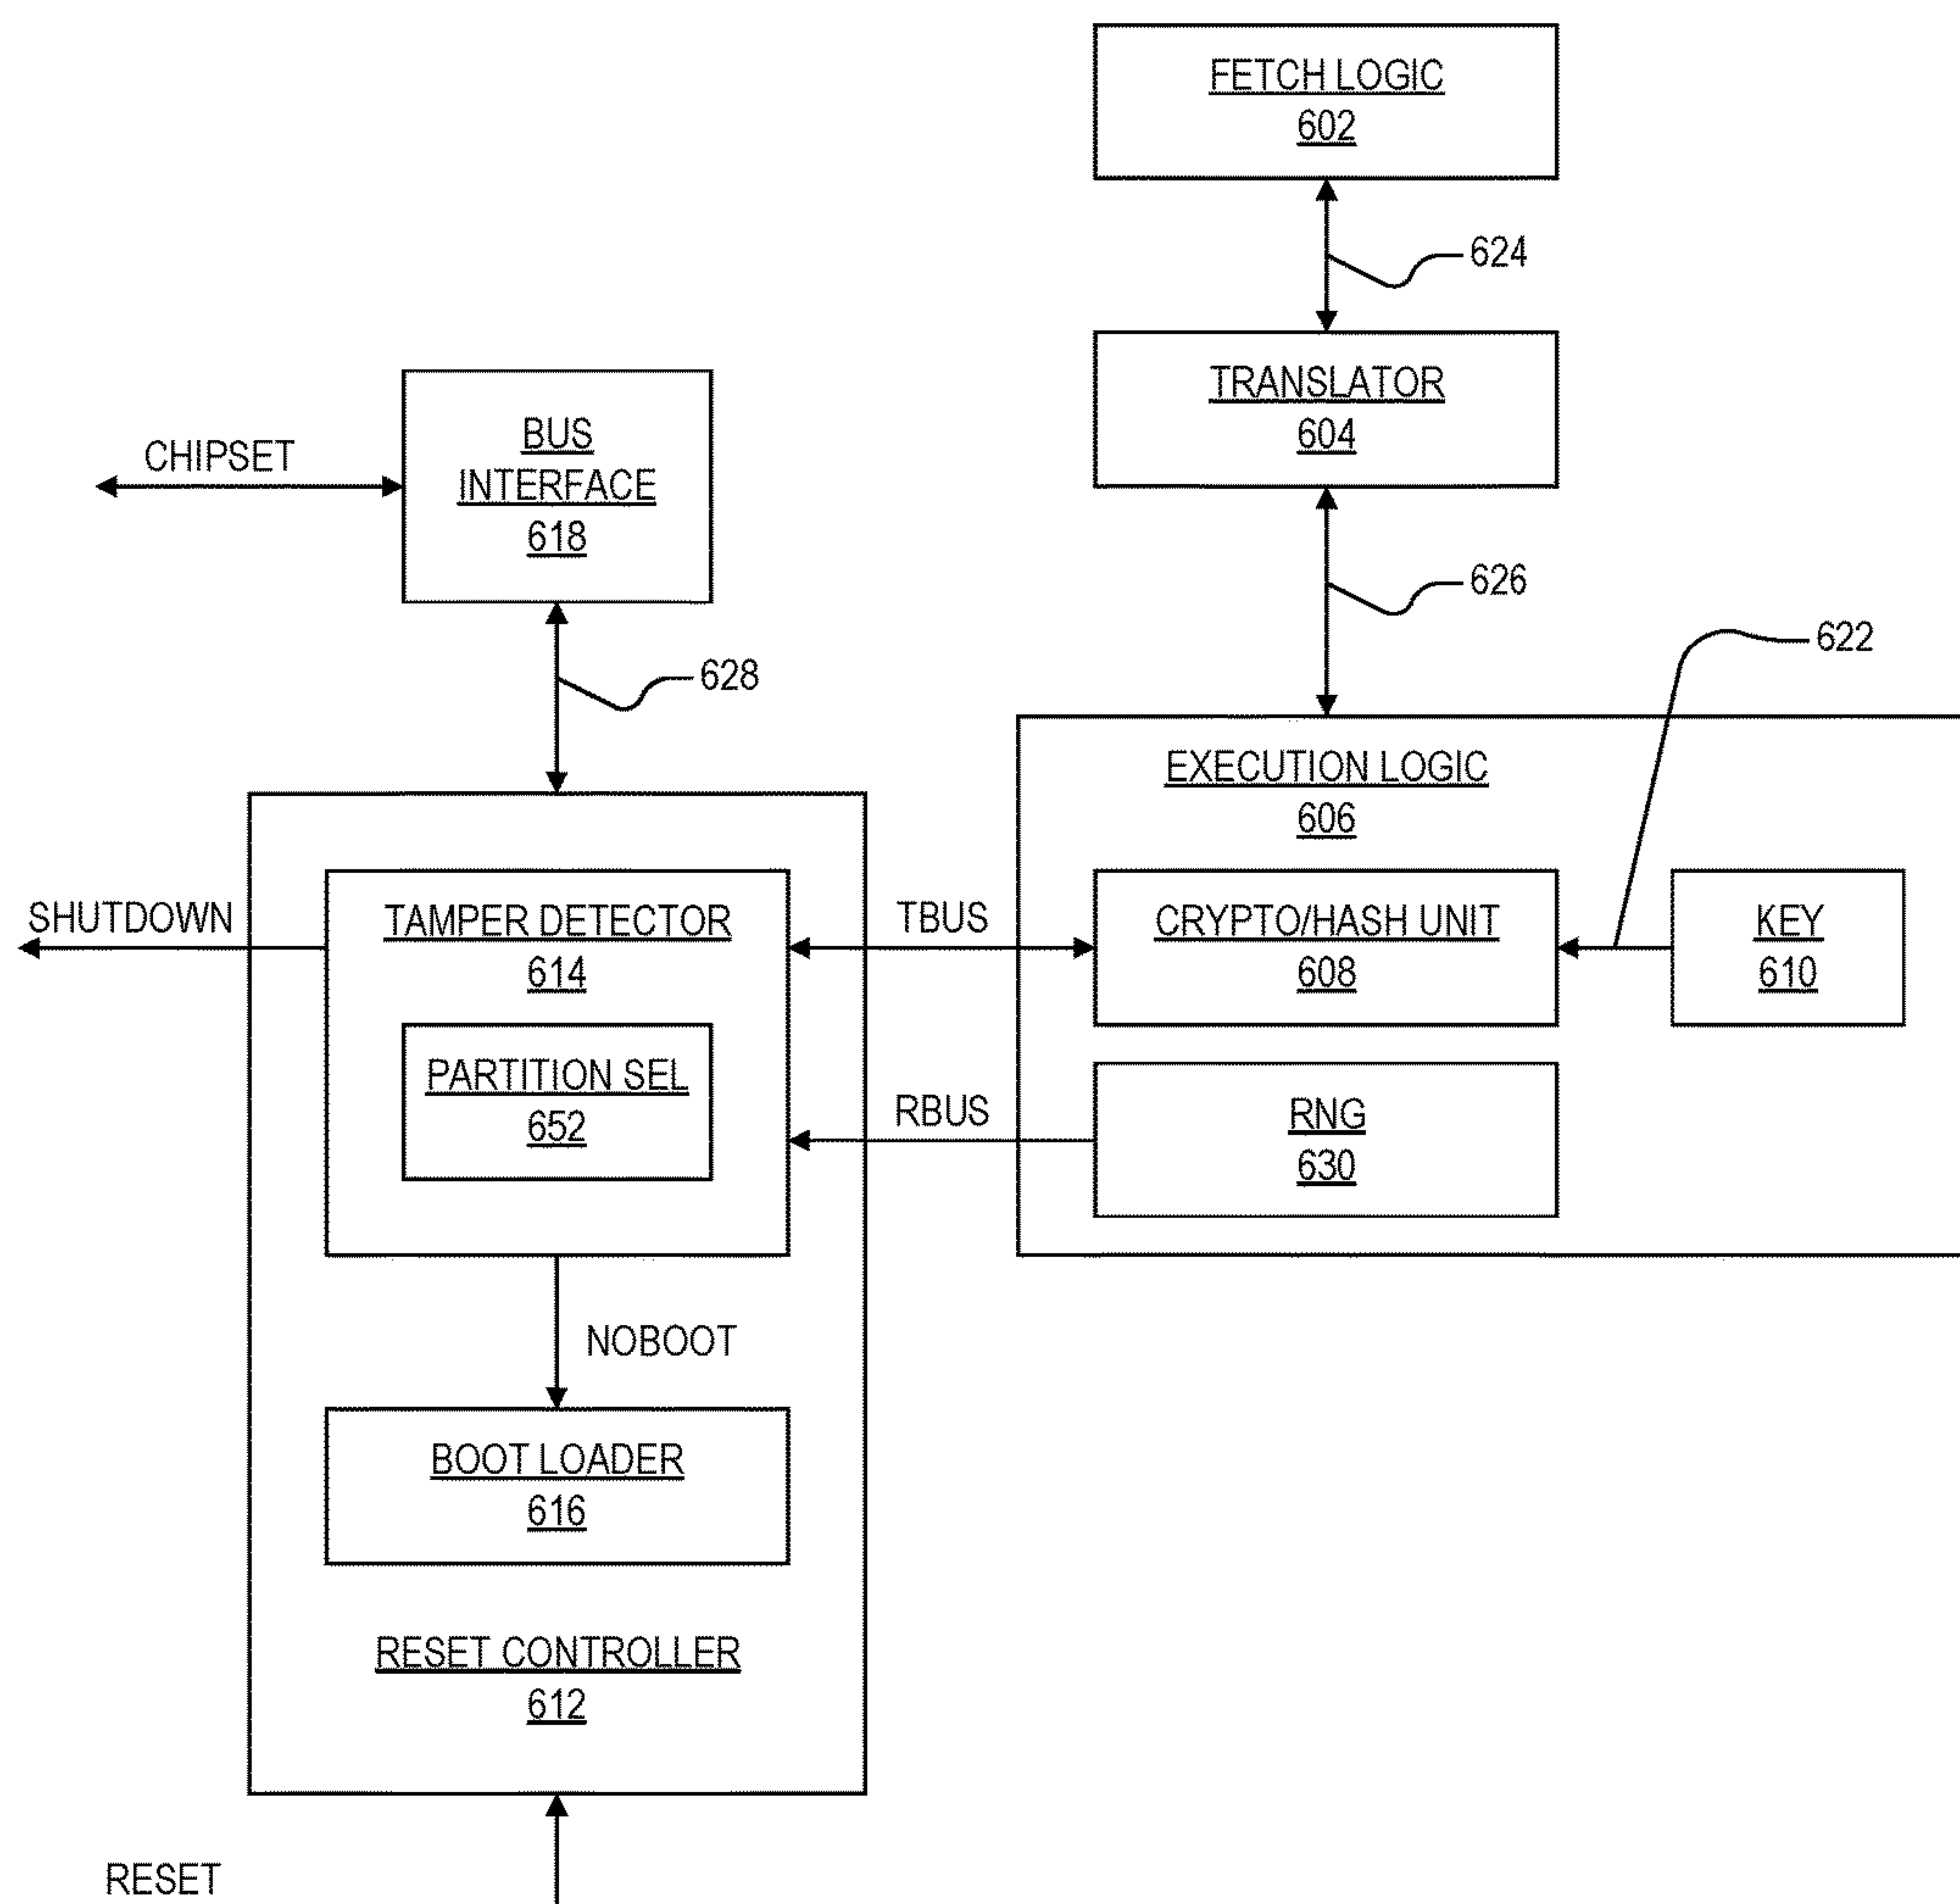 FETCH LOGIC
602
624
TRANSLATOR
604
CHIPSET
BUS
INTERFACE
618
626
622
628
EXECUTION LOGIC
606
SHUTDOWN
TAMPER DETECTOR
614
TBUS
CRYPTO/HASH UNIT
608
KEY
610
PARTITION SEL
652
RBUS
RNG
630
NOBOOT
BOOT LOADER
616
RESET CONTROLLER
612
RESET